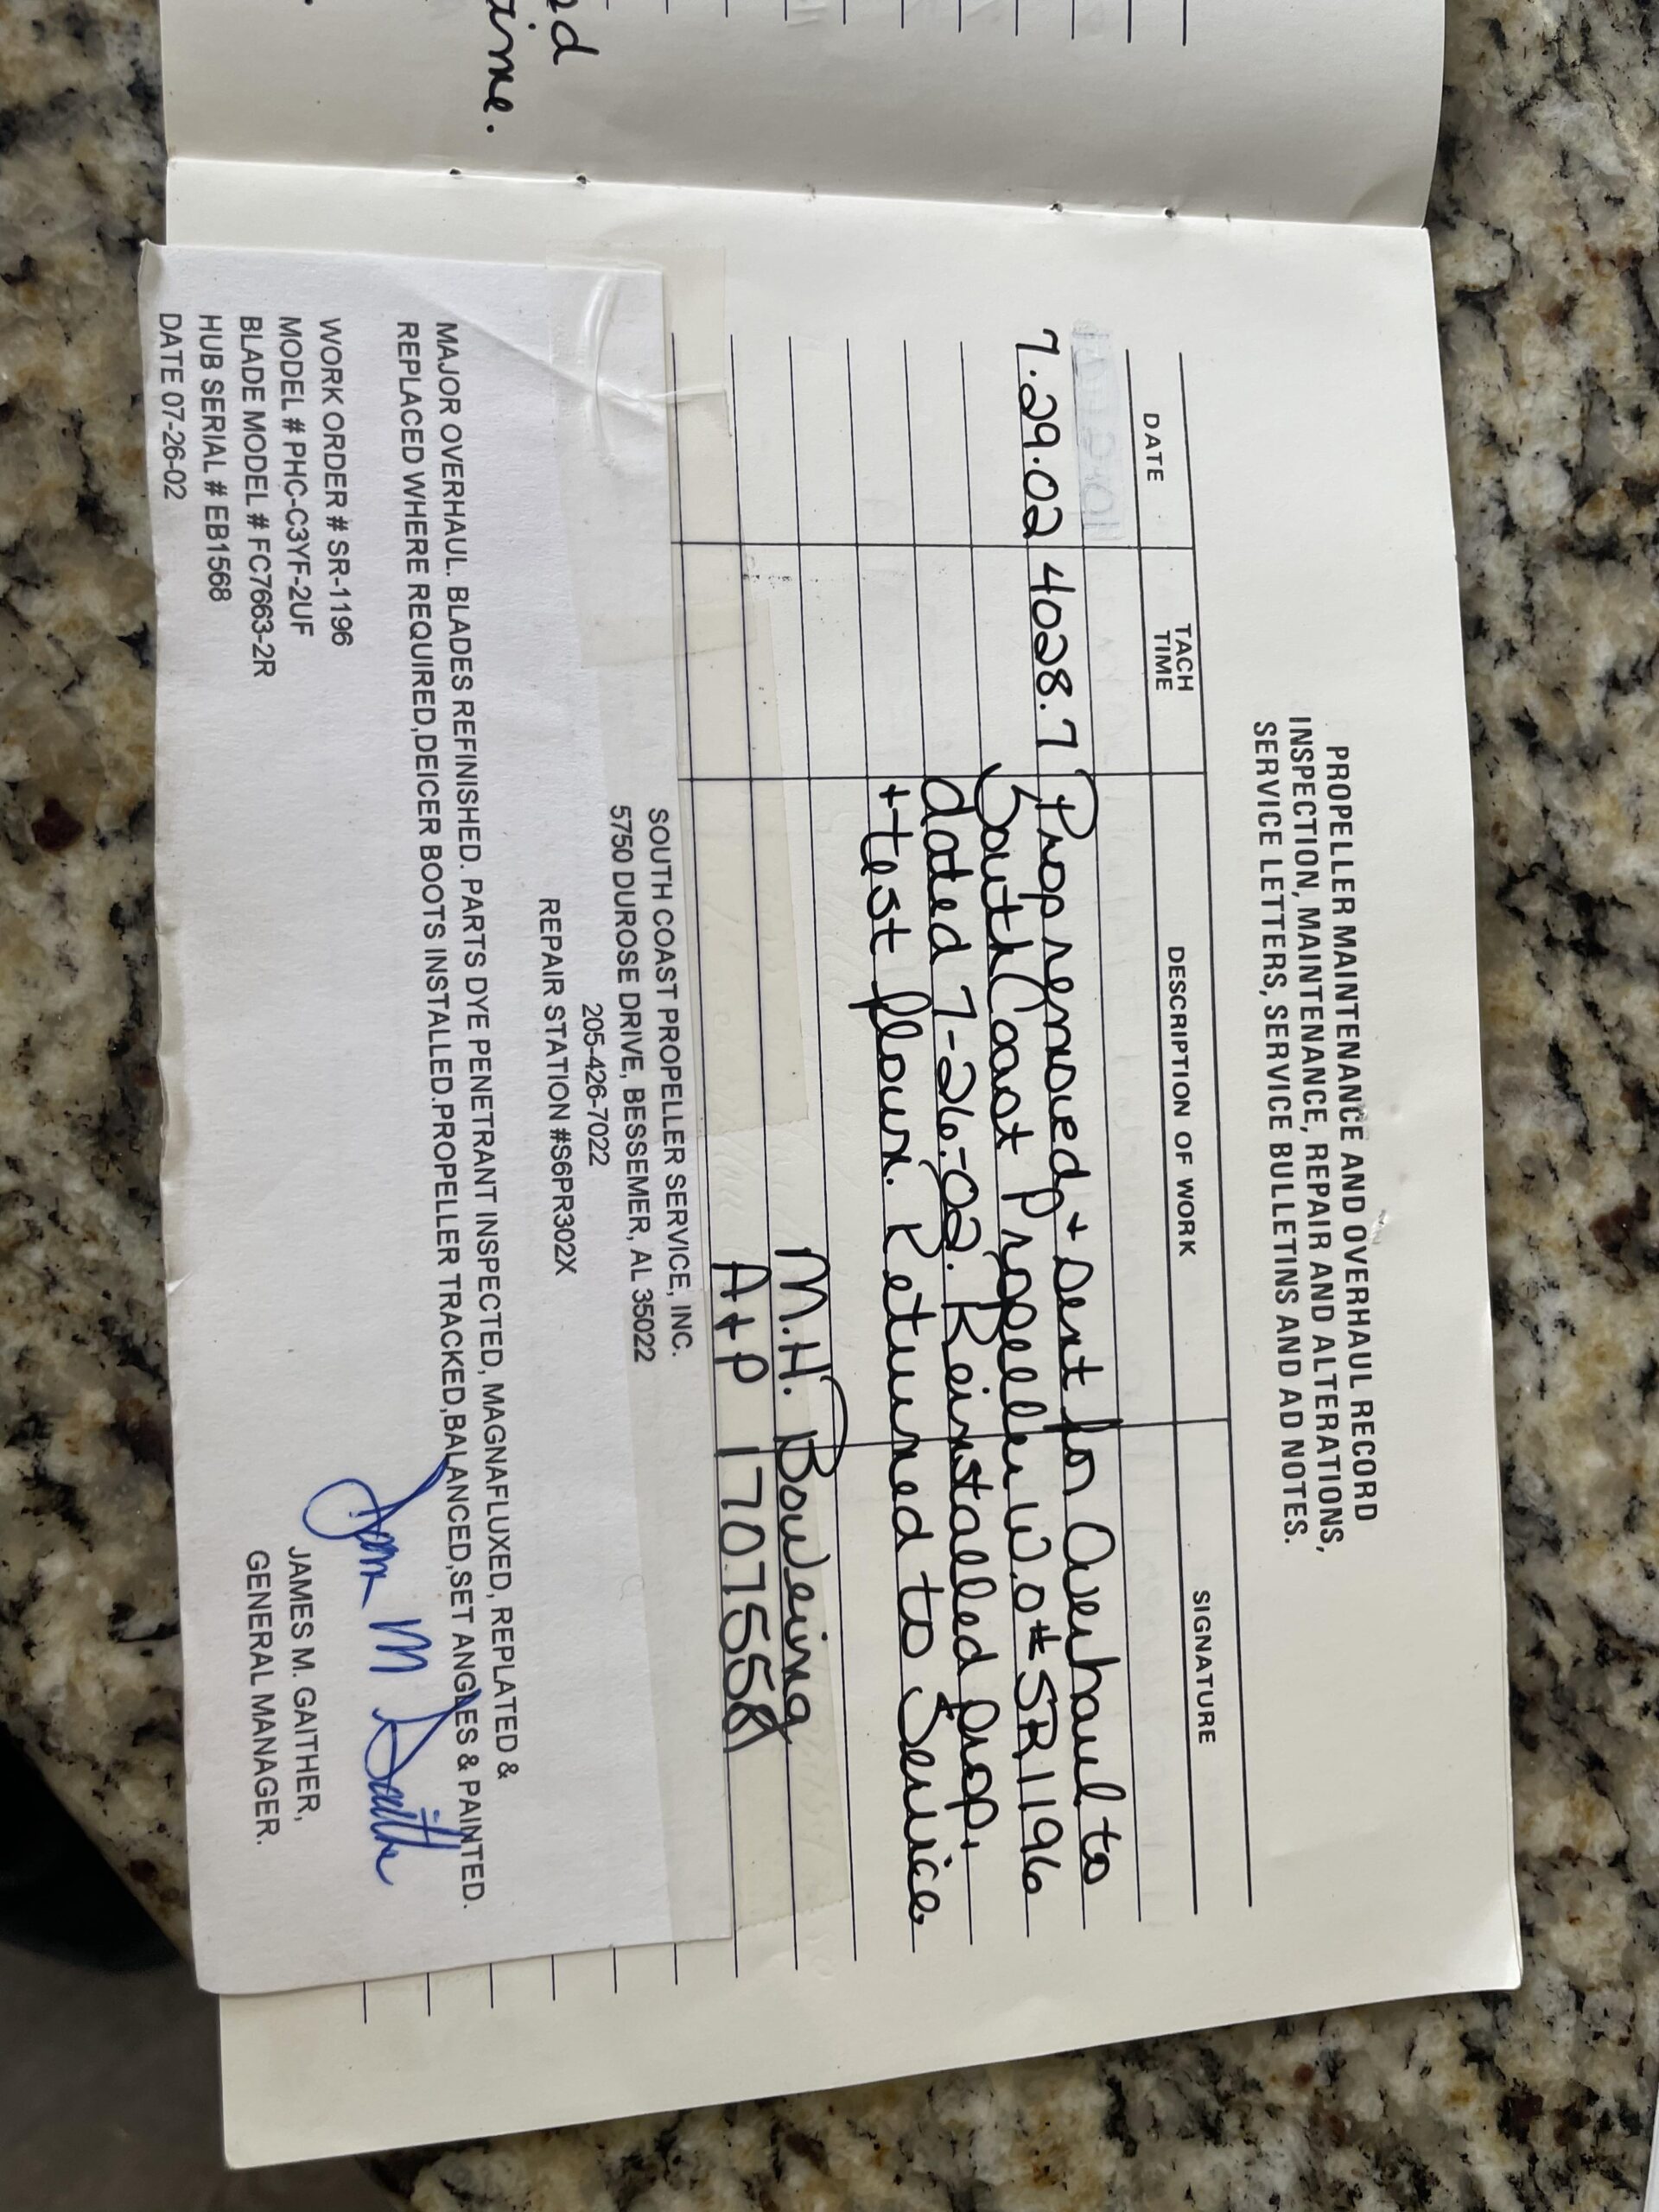 nd
ine.
PROPELLER MAINTENANCE AND OVERHAUL RECORD
INSPECTION, MAINTENANCE, REPAIR AND ALTERATIONS,
SERVICE LETTERS, SERVICE BULLETINS AND AD NOTES.
DATE TACH TIME DESCRIPTION OF WORK SIGNATURE
7.29.02 4028.7 Prop removed + sent for Overhaul to
South Coast Propeller W.O# SR1196
dated 7-26-02. Reinstalled prop +
+ test flown. Returned to Service
M.H. Boweing
A+P 1707558
SOUTH COAST PROPELLER SERVICE, INC.
5750 DUROSE DRIVE, BESSEMER, AL 35022
205-426-7022
REPAIR STATION #S6PR302X
MAJOR OVERHAUL. BLADES REFINISHED. PARTS DYE PENETRANT INSPECTED, MAGNAFLUXED, REPLATED &
REPLACED WHERE REQUIRED,DEICER BOOTS INSTALLED.PROPELLER TRACKED,BALANCED,SET ANGLES & PAINTED.
WORK ORDER # SR-1196
MODEL # PHC-C3YF-2UF
BLADE MODEL # FC7663-2R
HUB SERIAL # EB1568
DATE 07-26-02
JAMES M. GAITHER,
GENERAL MANAGER.